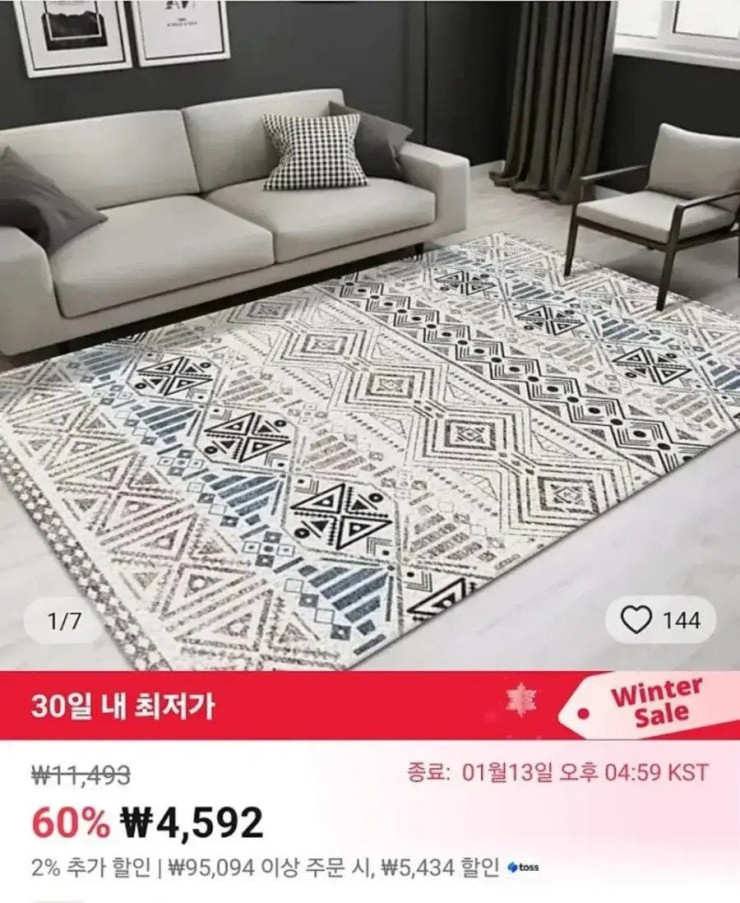 1/7
144
30일 내 최저가
Winter
Sale
₩11,493
종료: 01월13일 오후 04:59 KST
60% ₩4,592
2% 추가 할인 | ₩95,094 이상 주문 시, ₩5,434 할인 toss